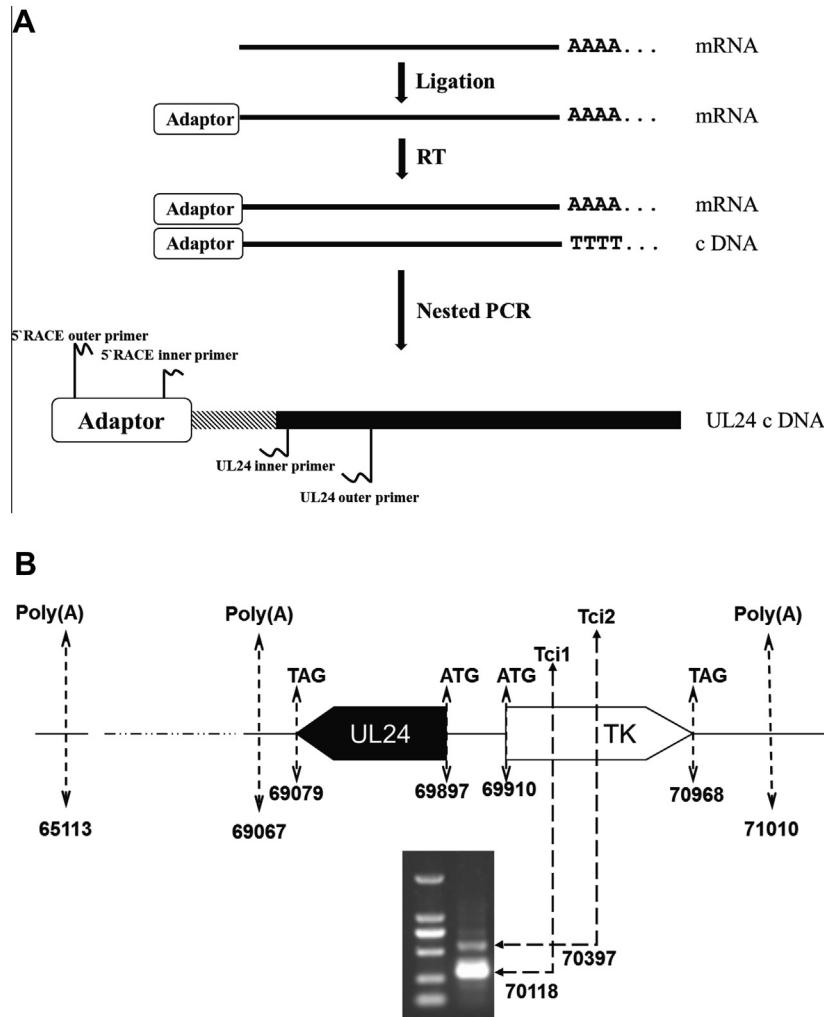 A
AAAA... mRNA
Ligation
Adaptor AAAA... mRNA
RT
Adaptor AAAA... mRNA
Adaptor TTTT... c DNA
Nested PCR
5`RACE outer primer
5`RACE inner primer
Adaptor UL24 c DNA
UL24 inner primer
UL24 outer primer
B
Poly(A) Poly(A) Tci2 Poly(A)
TAG ATG ATG Tci1 TAG
UL24 TK
69079 69897 69910 70968
65113 69067 71010
70397
70118